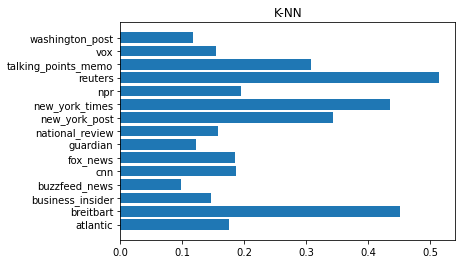 K-NN
washington_post
vox
talking_points_memo
reuters
npr
new_york_times
new_york_post
national_review
guardian
fox_news
cnn
buzzfeed_news
business_insider
breitbart
atlantic
0.0 0.1 0.2 0.3 0.4 0.5